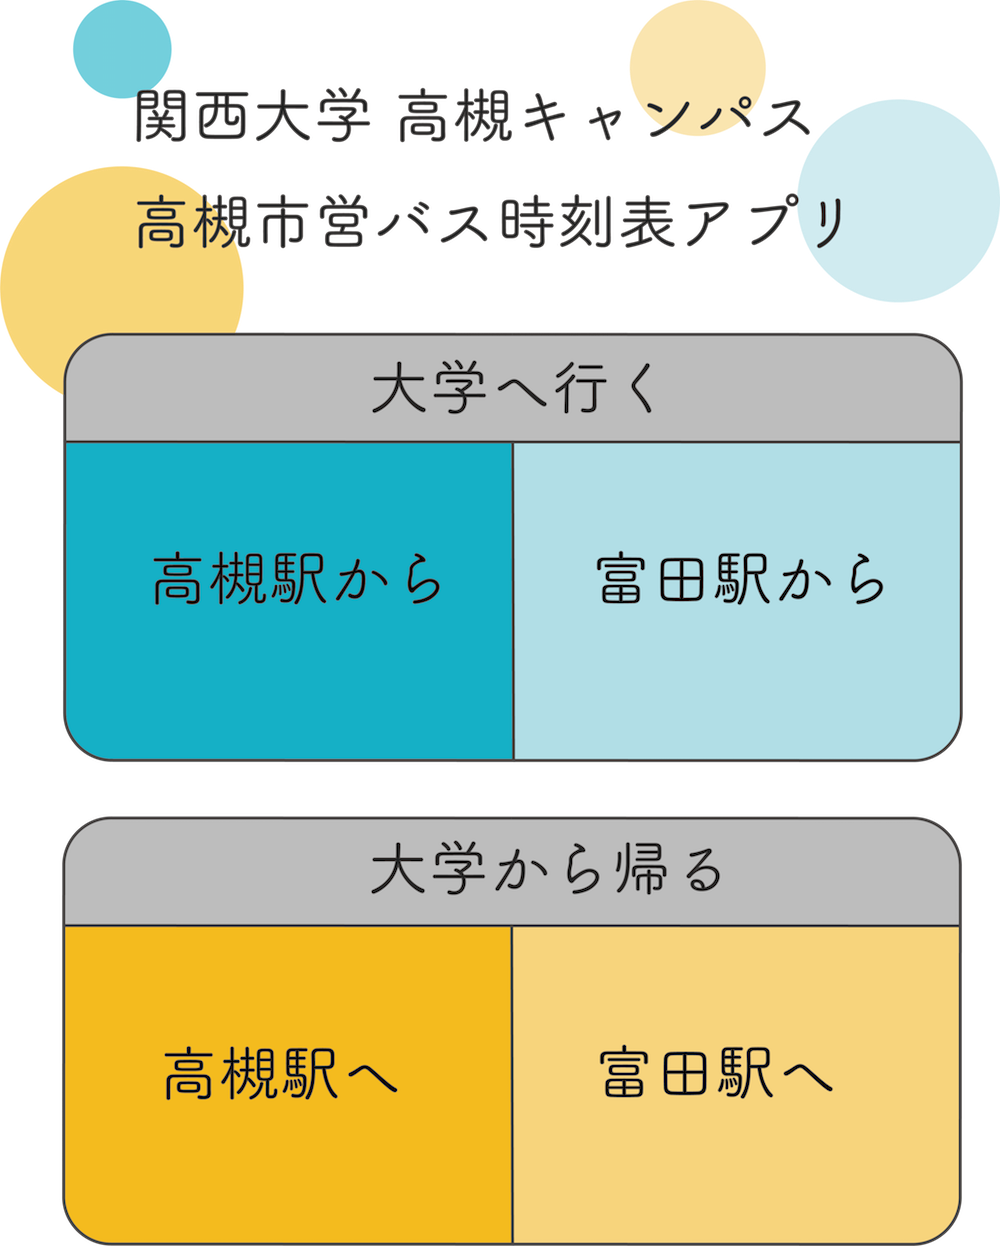 関西大学 高槻キャンパス
高槻市営バス時刻表アプリ
大学へ行く
高槻駅から
富田駅から
大学から帰る
高槻駅へ
富田駅へ